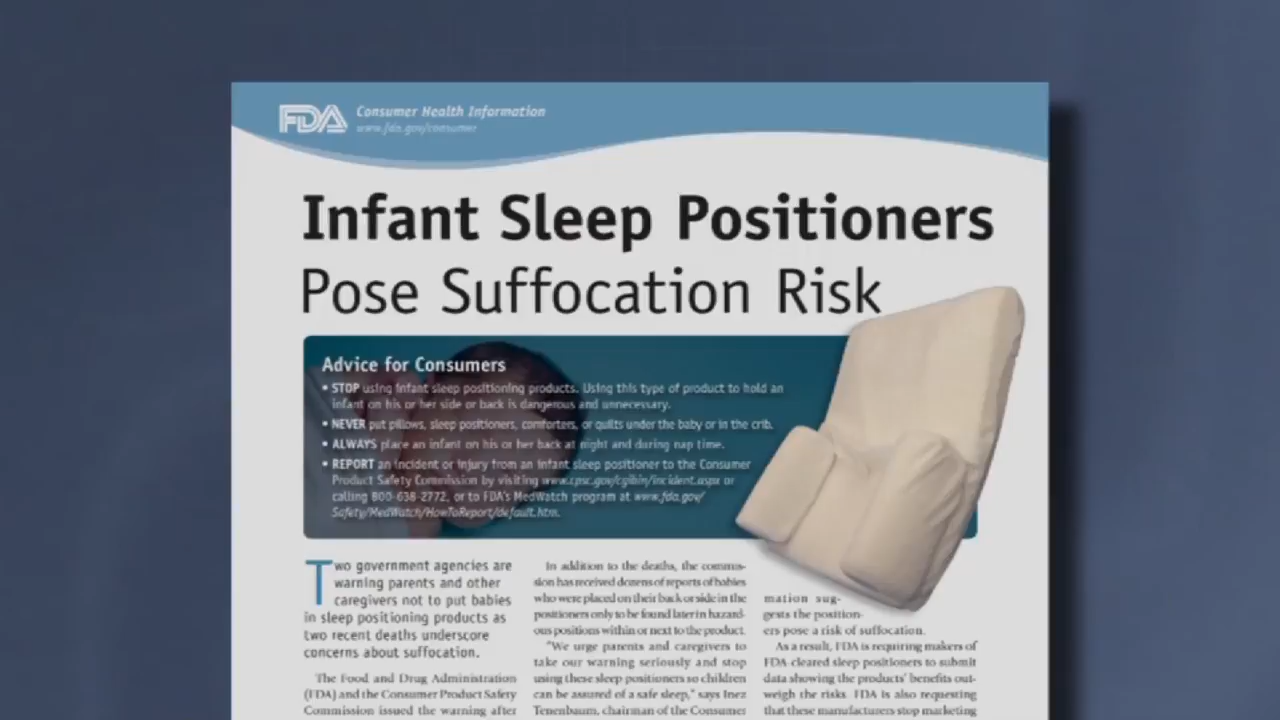 FDA Consumer Health Information
www.fda.gov/consumer
Infant Sleep Positioners
Pose Suffocation Risk
Advice for Consumers
• STOP using infant sleep positioning products. Using this type of product to hold an
infant on his or her side or back is dangerous and unnecessary.
• NEVER put pillows, sleep positioners, comforters, or quilts under the baby or in the crib.
• ALWAYS place an infant on his or her back at night and during nap time.
• REPORT an incident or injury from an infant sleep positioner to the Consumer
Product Safety Commission by visiting www.cpsc.gov/cgibin/incident.aspx or
calling 800-638-2772, or to FDA's MedWatch program at www.fda.gov/
Safety/MedWatch/HowToReport/default.htm.
Two government agencies are
warning parents and other
caregivers not to put babies
in sleep positioning products as
two recent deaths underscore
concerns about suffocation.
The Food and Drug Administration
(FDA) and the Consumer Product Safety
Commission issued the warning after
In addition to the deaths, the commis-
sion has received dozens of reports of babies
who were placed on their back or side in the
positioners only to be found later in hazard-
ous positions within or next to the product.
"We urge parents and caregivers to
take our warning seriously and stop
using these sleep positioners so children
can be assured of a safe sleep," says Inez
Tenenbaum, chairman of the Consumer
mation sug-
gests the position-
ers pose a risk of suffocation.
As a result, FDA is requiring makers of
FDA-cleared sleep positioners to submit
data showing the products' benefits out-
weigh the risks. FDA is also requesting
that these manufacturers stop marketing